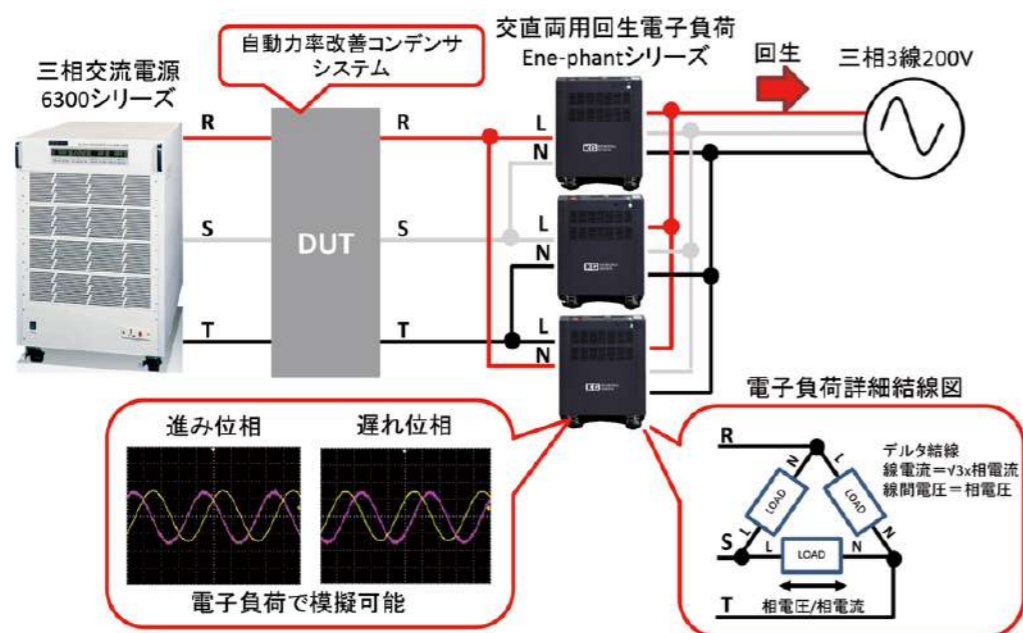 自動力率改善コンデンサ
システム
三相交流電源
6300シリーズ
交直両用回生電子負荷
Ene-phantシリーズ
回生
三相3線200V
R
R
L
N
S
DUT
S
L
N
T
T
L
N
KG
KG
KG
進み位相
遅れ位相
電子負荷で模擬可能
電子負荷詳細結線図
R
N
L
LOAD
LOAD
デルタ結線
線電流=√3x相電流
線間電圧=相電圧
S
L
L
LOAD
N
N
T
相電圧/相電流